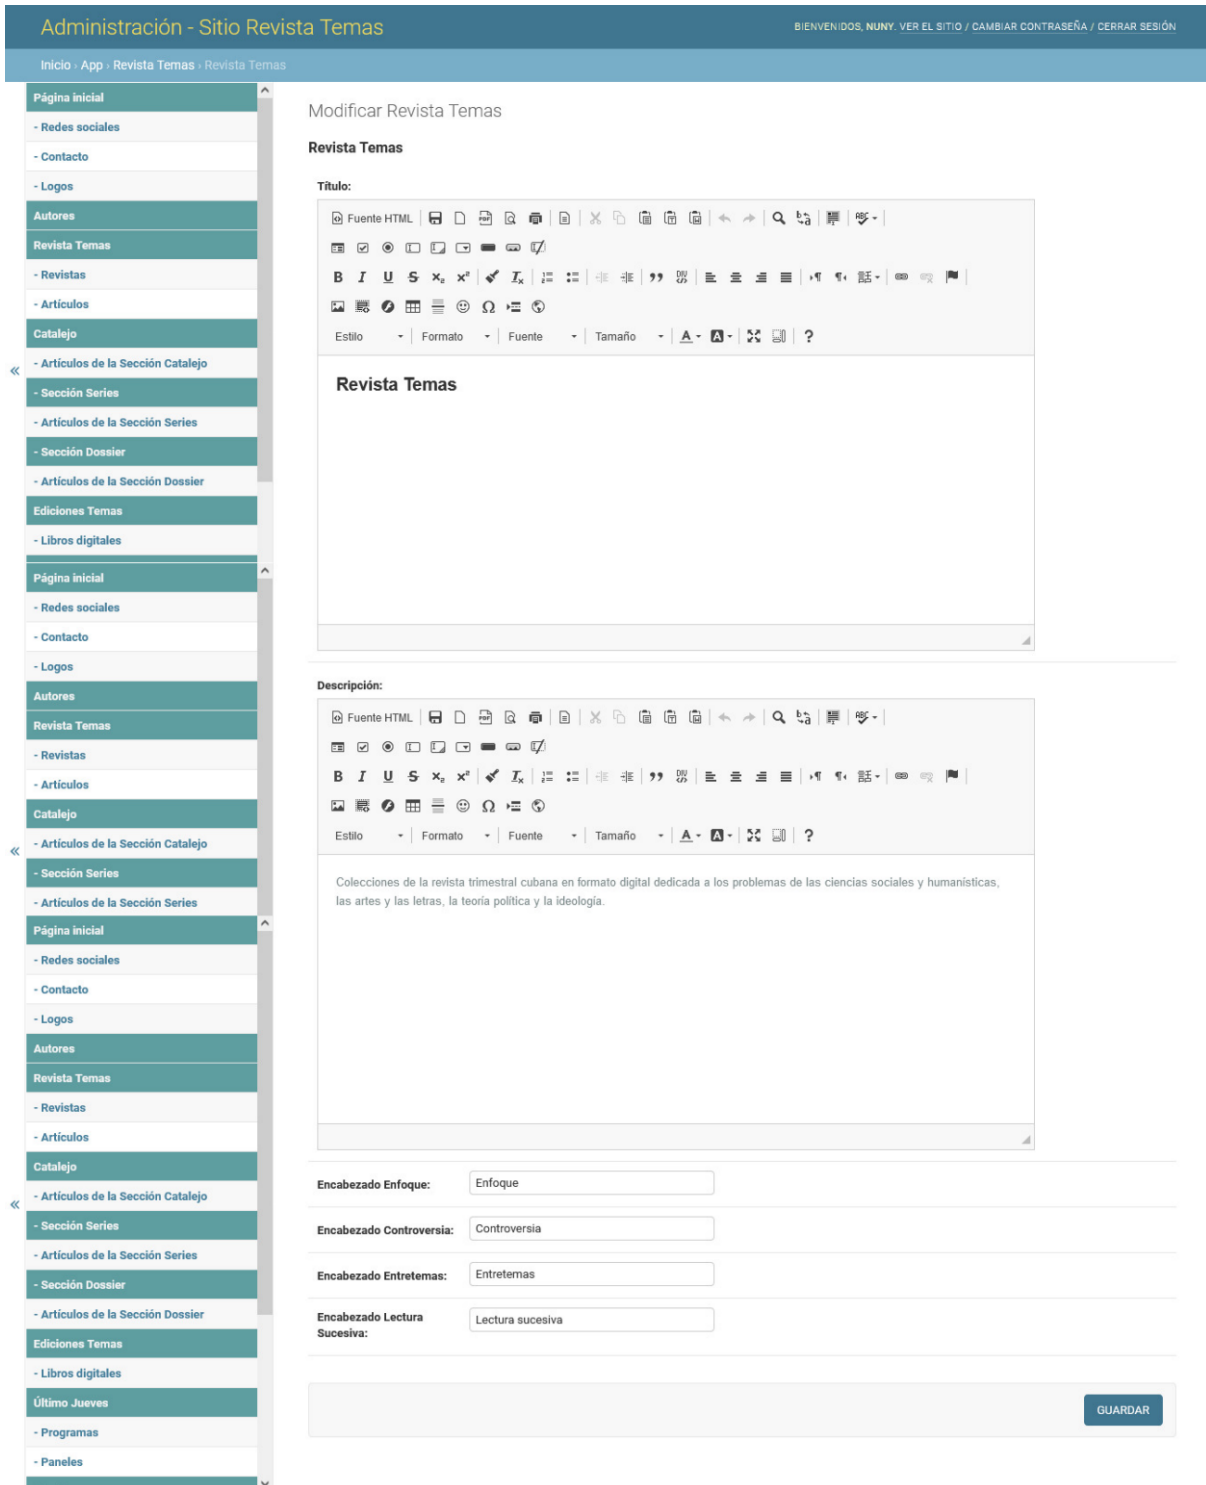 Administración - Sitio Revista Temas
BIENVENIDOS, NUNY. VER EL SITIO / CAMBIAR CONTRASEÑA / CERRAR SESIÓN
Inicio › App › Revista Temas › Revista Temas
Página inicial
- Redes sociales
- Contacto
- Logos
Autores
Revista Temas
- Revistas
- Artículos
Catalejo
- Artículos de la Sección Catalejo
- Sección Series
- Artículos de la Sección Series
- Sección Dossier
- Artículos de la Sección Dossier
Ediciones Temas
- Libros digitales
Página inicial
- Redes sociales
- Contacto
- Logos
Autores
Revista Temas
- Revistas
- Artículos
Catalejo
- Artículos de la Sección Catalejo
- Sección Series
- Artículos de la Sección Series
Página inicial
- Redes sociales
- Contacto
- Logos
Autores
Revista Temas
- Revistas
- Artículos
Catalejo
- Artículos de la Sección Catalejo
- Sección Series
- Artículos de la Sección Series
- Sección Dossier
- Artículos de la Sección Dossier
Ediciones Temas
- Libros digitales
Último Jueves
- Programas
- Paneles
Modificar Revista Temas
Revista Temas
Título:
Fuente HTML
Estilo Formato Fuente Tamaño
Revista Temas
Descripción:
Fuente HTML
Estilo Formato Fuente Tamaño
Colecciones de la revista trimestral cubana en formato digital dedicada a los problemas de las ciencias sociales y humanísticas,
las artes y las letras, la teoría política y la ideología.
Encabezado Enfoque: Enfoque
Encabezado Controversia: Controversia
Encabezado Entretemas: Entretemas
Encabezado Lectura
Sucesiva: Lectura sucesiva
GUARDAR